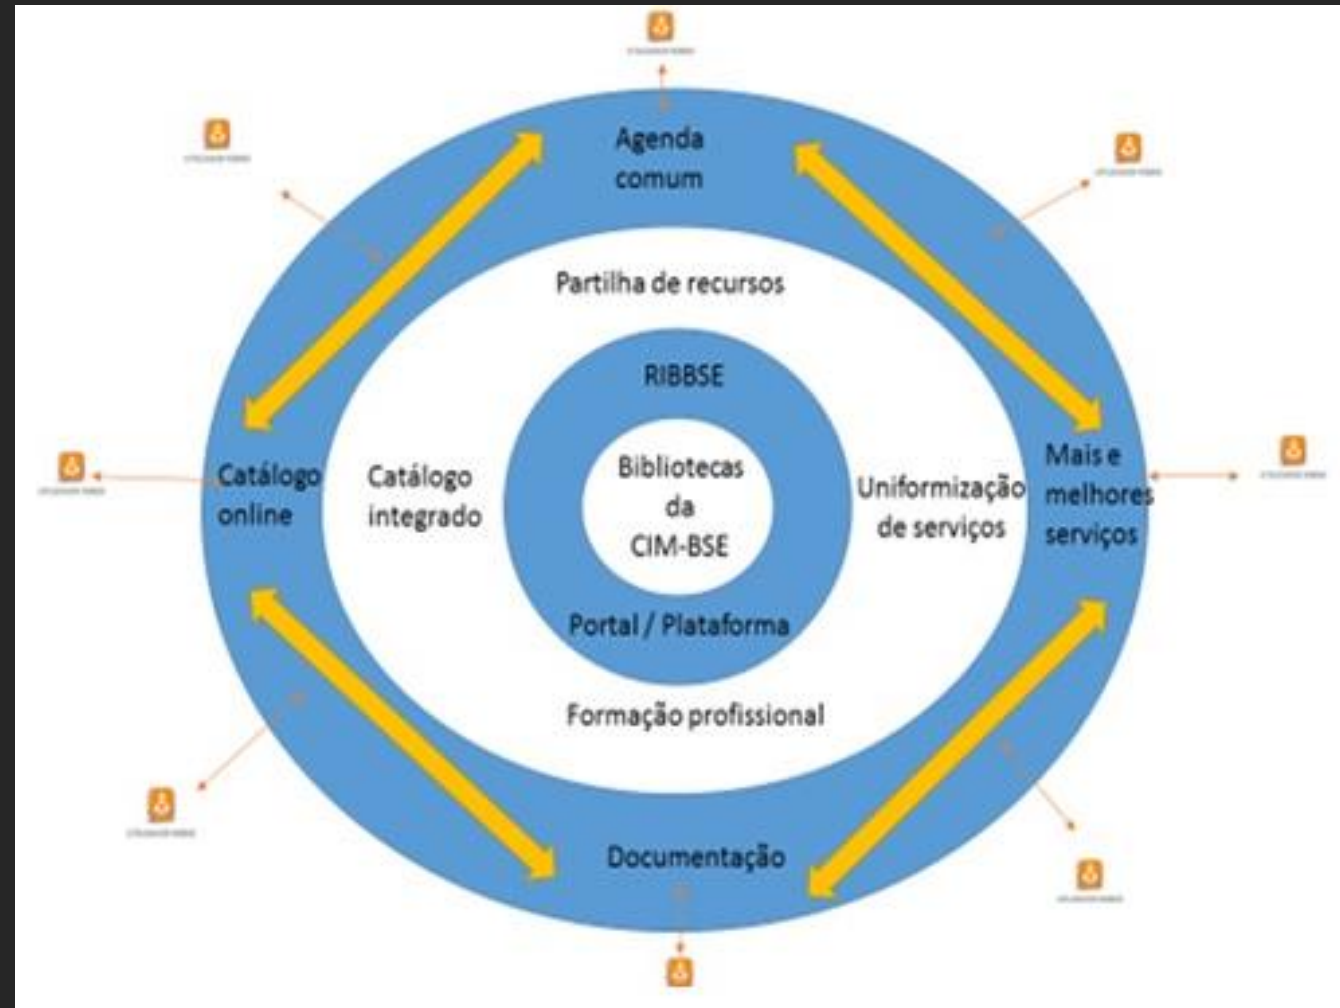 Agenda
comum
Partilha de recursos
RIBBSE
Bibliotecas
da
CIM-BSE
Catálogo
online
Catálogo
integrado
Uniformização
de serviços
Mais e
melhores
serviços
Portal / Plataforma
Formação profissional
Documentação